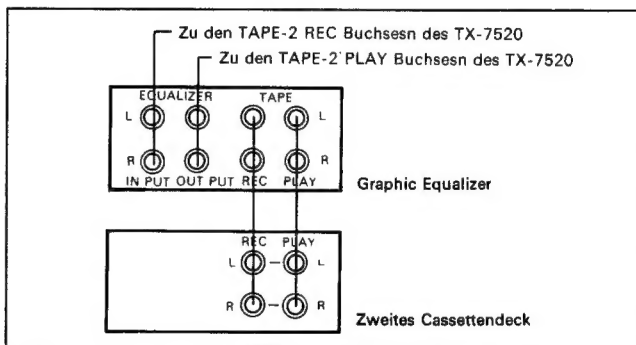 Zu den TAPE-2 REC Buchsesn des TX-7520
Zu den TAPE-2 PLAY Buchsesn des TX-7520
EQUALIZER TAPE
L L
R R
IN PUT OUT PUT REC PLAY
Graphic Equalizer
REC PLAY
L L
R R
Zweites Cassettendeck